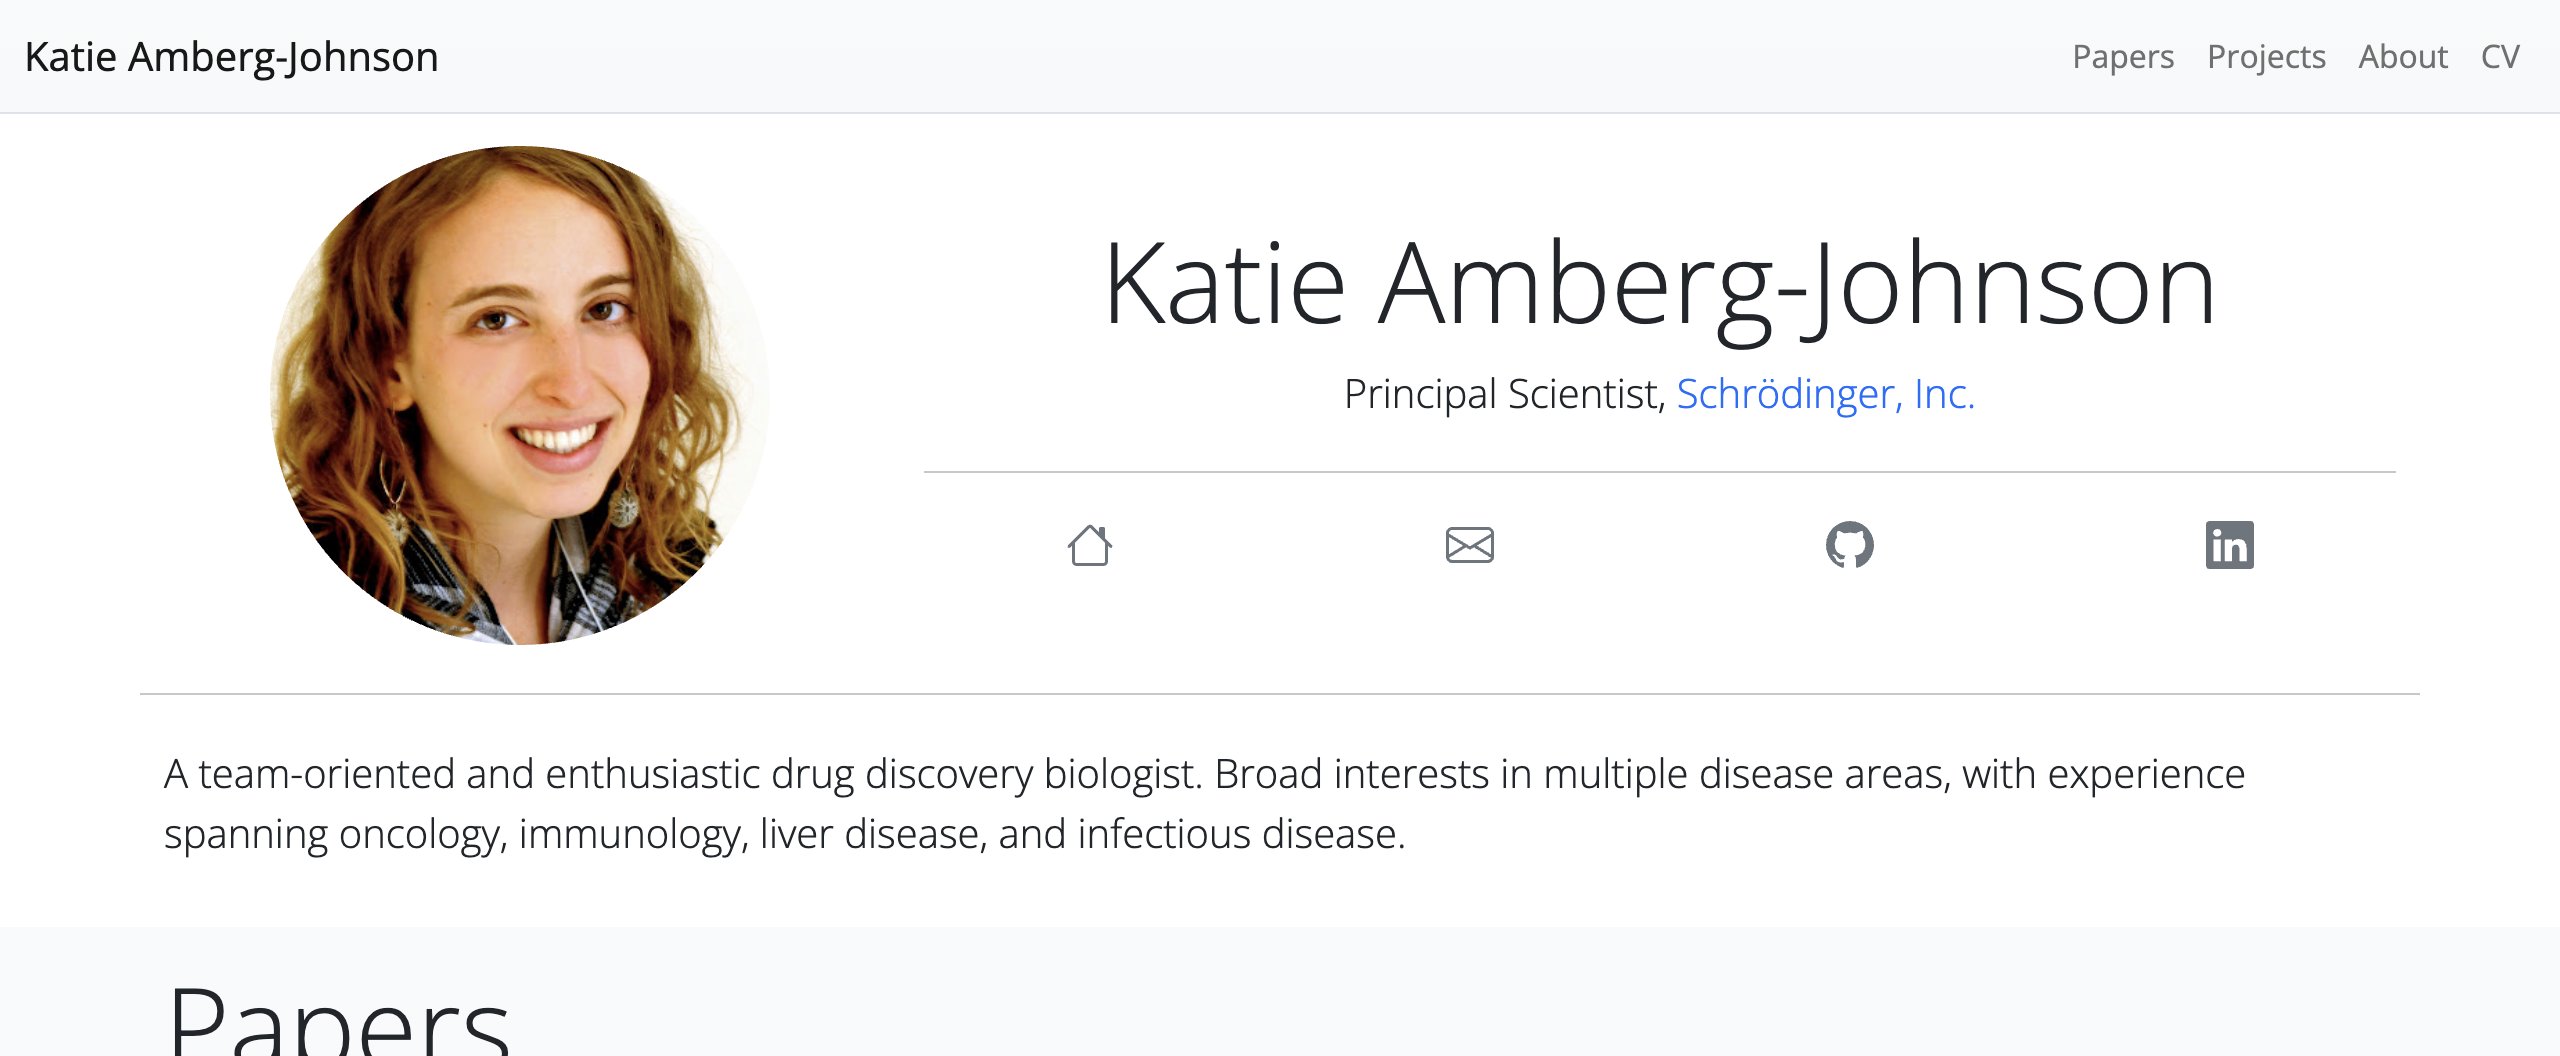 Katie Amberg-Johnson
Papers Projects About CV
Katie Amberg-Johnson
Principal Scientist, Schrödinger, Inc.
in
A team-oriented and enthusiastic drug discovery biologist. Broad interests in multiple disease areas, with experience
spanning oncology, immunology, liver disease, and infectious disease.
Papers